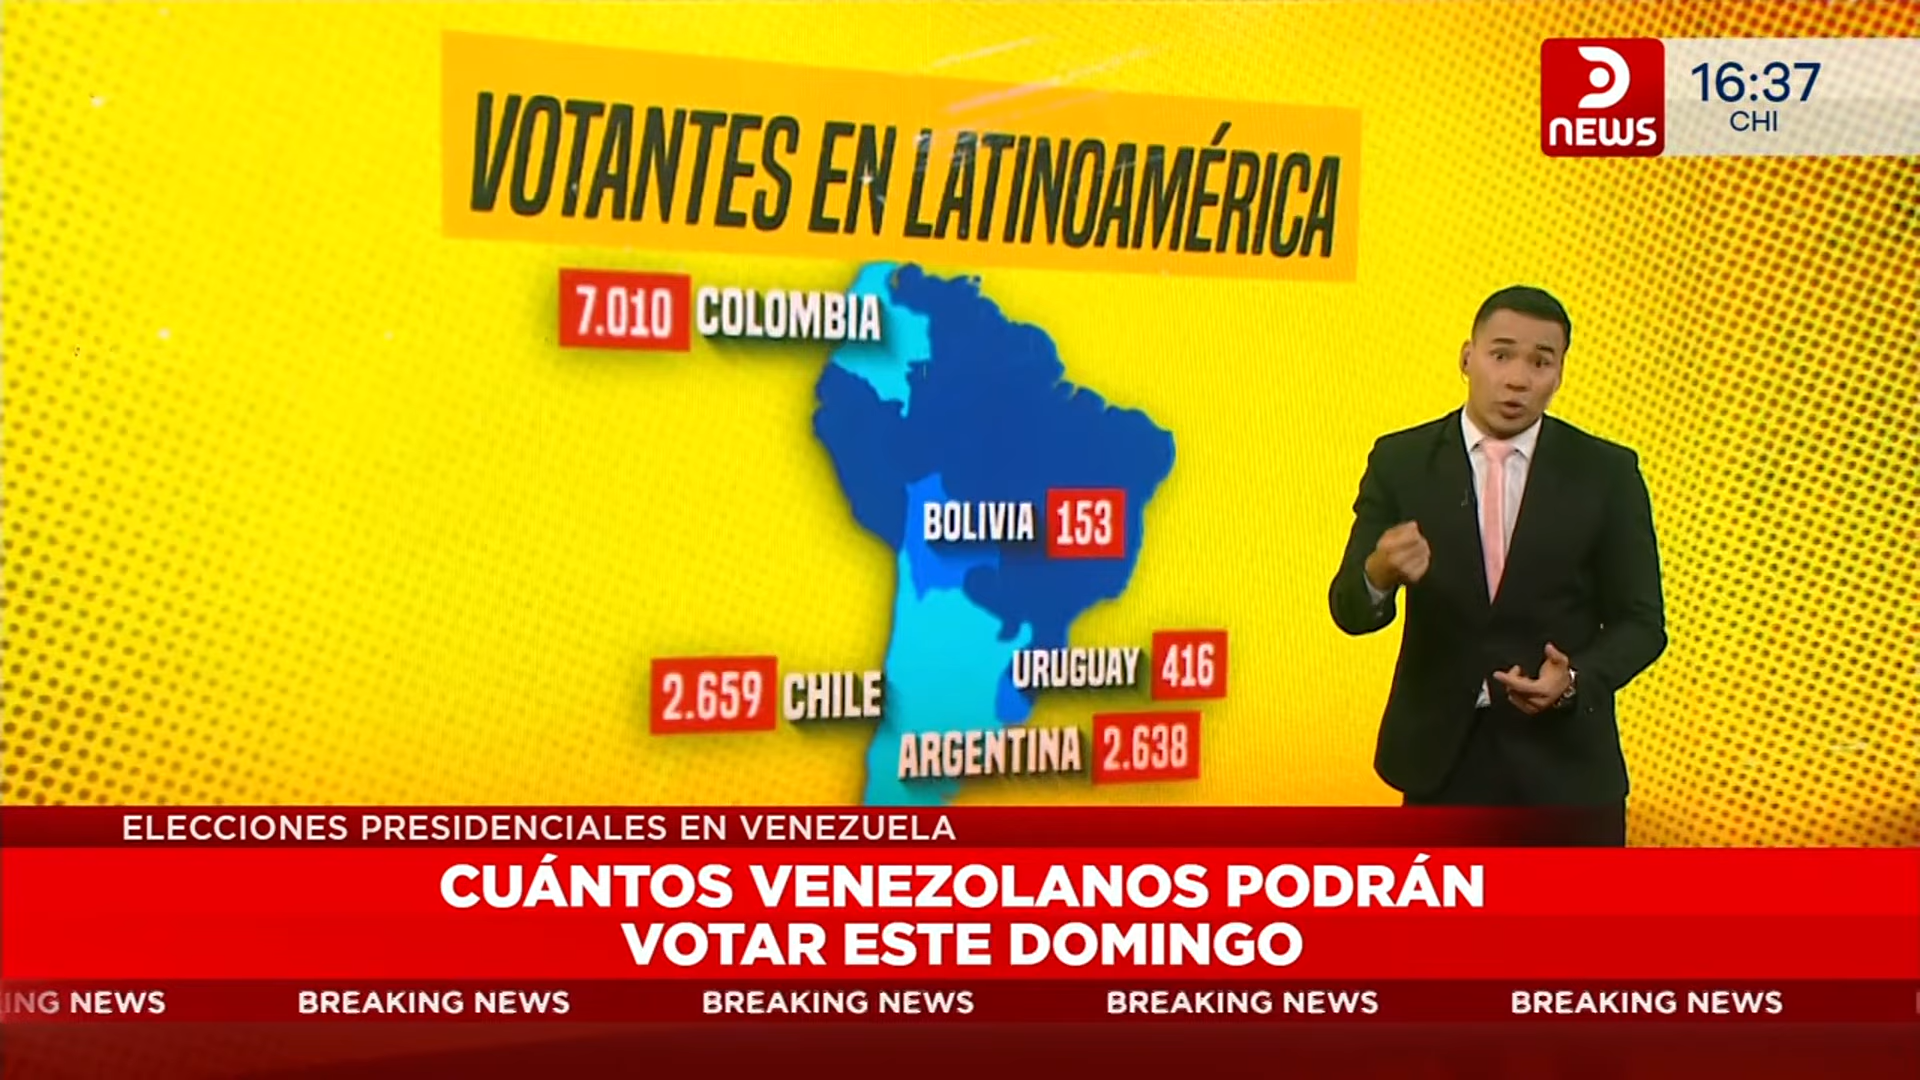 VOTANTES EN LATINOAMÉRICA
NEWS
16:37
CHI
7.010 COLOMBIA
BOLIVIA 153
URUGUAY 416
2.659 CHILE
ARGENTINA 2.638
ELECCIONES PRESIDENCIALES EN VENEZUELA
CUÁNTOS VENEZOLANOS PODRÁN
VOTAR ESTE DOMINGO
ING NEWS BREAKING NEWS BREAKING NEWS BREAKING NEWS BREAKING NEWS